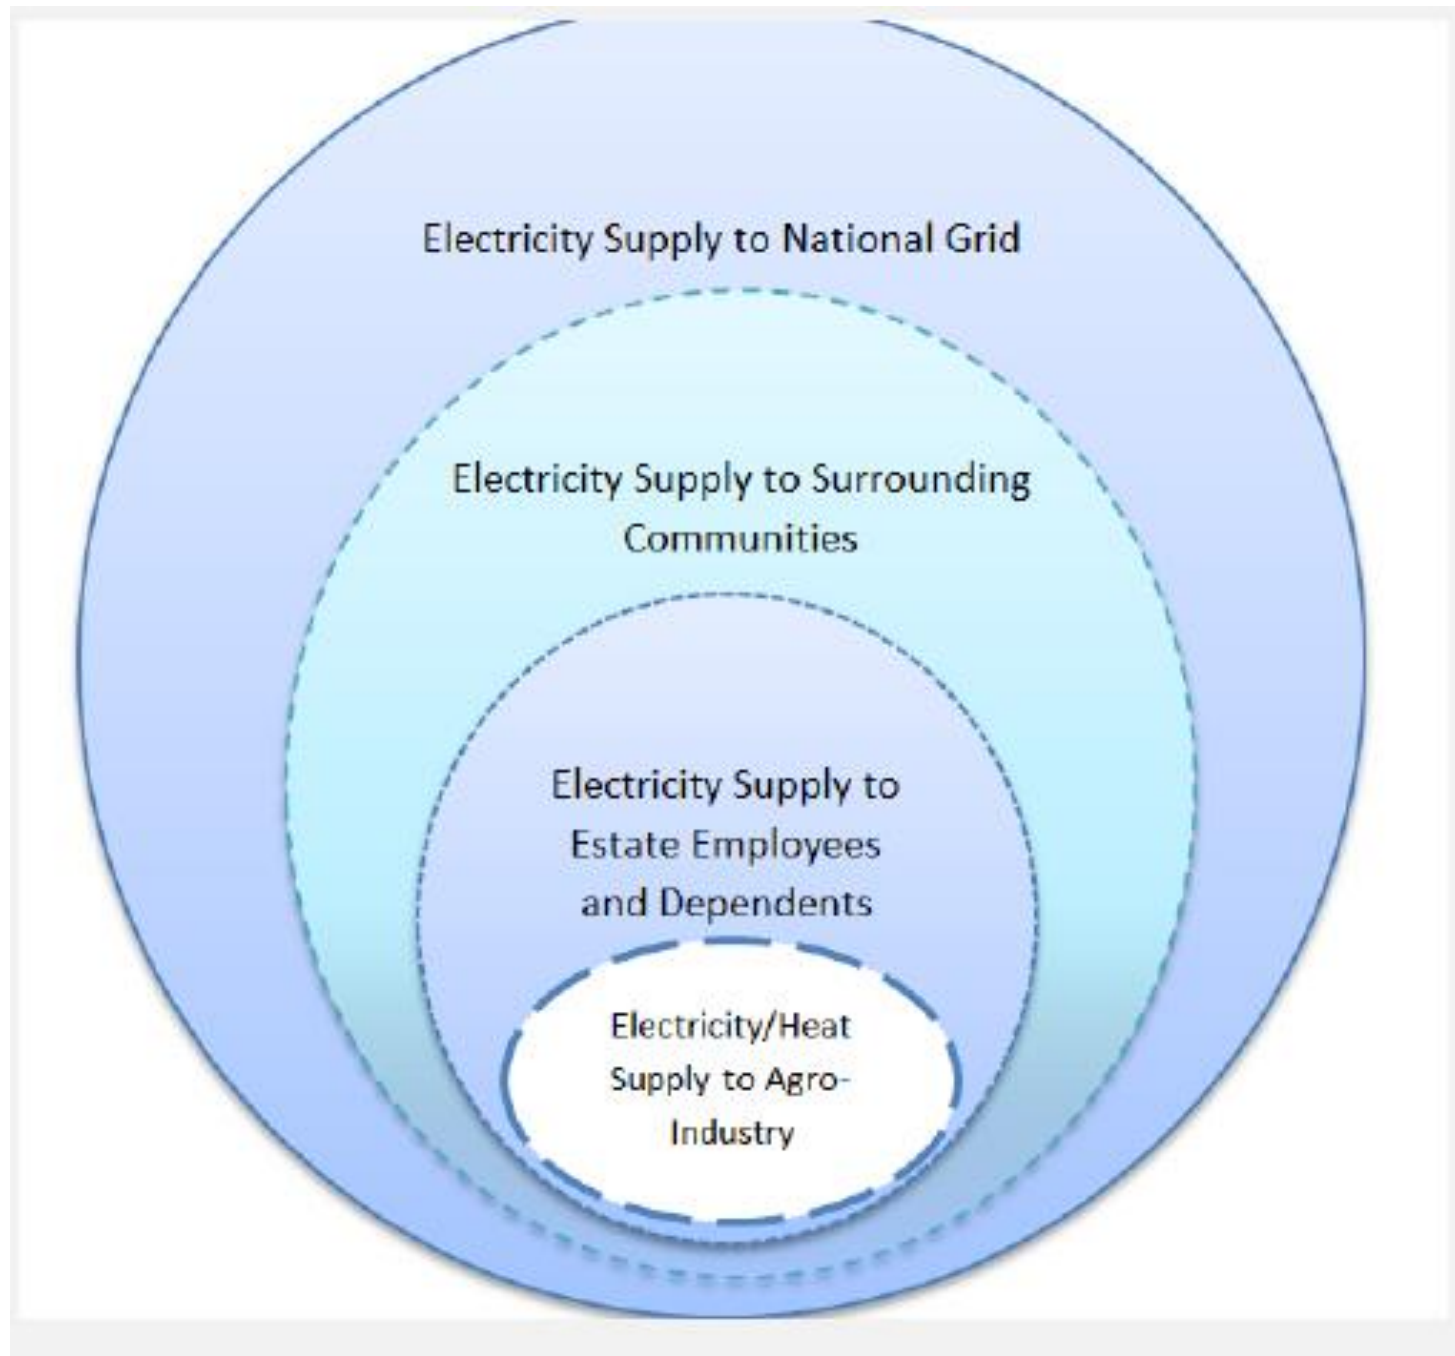 Electricity Supply to National Grid
Electricity Supply to Surrounding
Communities
Electricity Supply to
Estate Employees
and Dependents
Electricity/Heat
Supply to Agro-
Industry